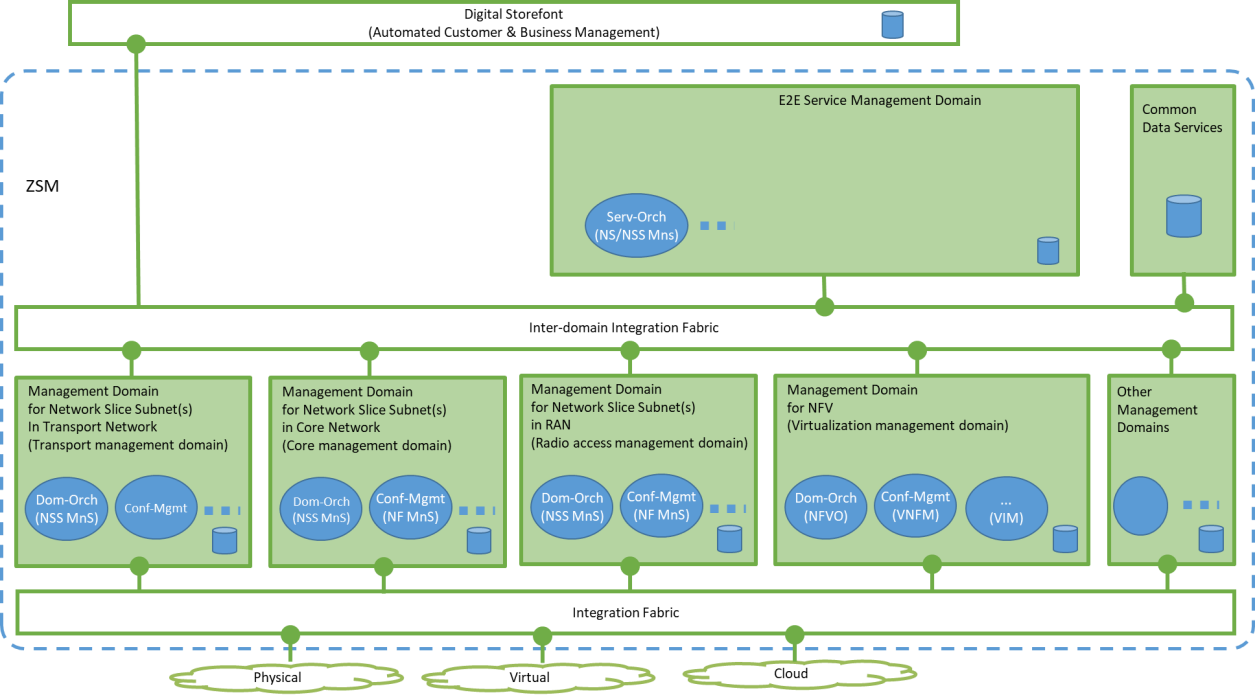 Digital Storefont
(Automated Customer & Business Management)
E2E Service Management Domain
Common
Data Services
ZSM
Serv-Orch
(NS/NSS Mns)
Inter-domain Integration Fabric
Management Domain
for Network Slice Subnet(s)
In Transport Network
(Transport management domain)
Dom-Orch
(NSS MnS)
Conf-Mgmt
Management Domain
for Network Slice Subnet(s)
in Core Network
(Core management domain)
Dom-Orch
(NSS MnS)
Conf-Mgmt
(NF MnS)
Management Domain
for Network Slice Subnet(s)
in RAN
(Radio access management domain)
Dom-Orch
(NSS MnS)
Conf-Mgmt
(NF MnS)
Management Domain
for NFV
(Virtualization management domain)
Dom-Orch
(NFVO)
Conf-Mgmt
(VNFM)
...
(VIM)
Other
Management
Domains
Integration Fabric
Physical
Virtual
Cloud